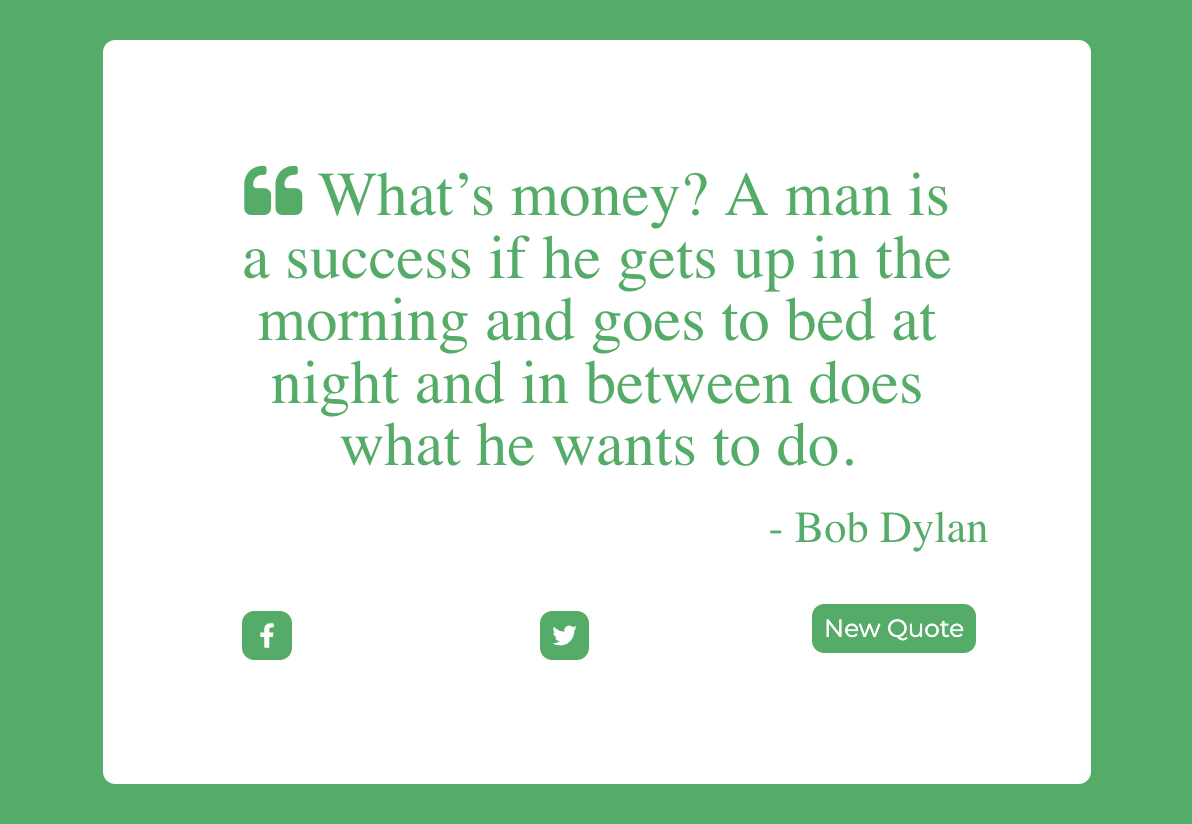 “ What’s money? A man is
a success if he gets up in the
morning and goes to bed at
night and in between does
what he wants to do.
- Bob Dylan
New Quote